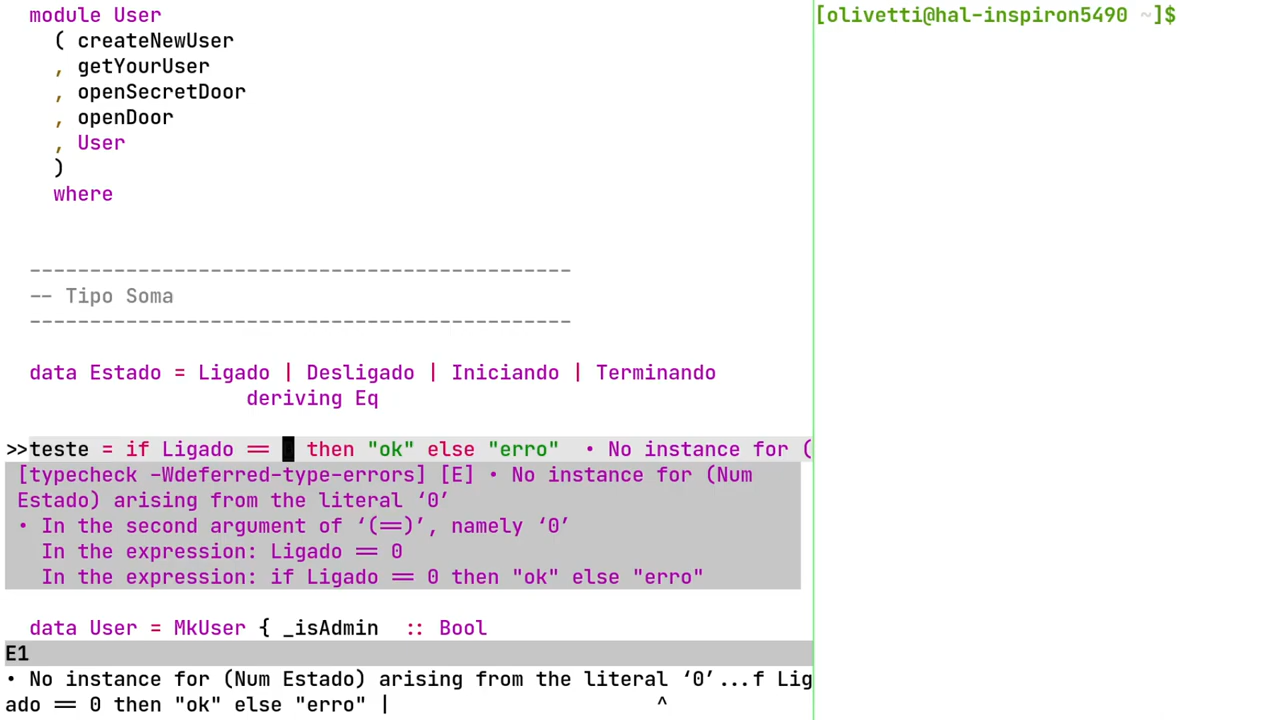 module User
( createNewUser
, getYourUser
, openSecretDoor
, openDoor
, User
)
where
---------------------------------------------
-- Tipo Soma
---------------------------------------------
data Estado = Ligado | Desligado | Iniciando | Terminando
deriving Eq
>>teste = if Ligado == 0 then "ok" else "erro"  • No instance for (
[typecheck -Wdeferred-type-errors] [E] • No instance for (Num
Estado) arising from the literal ‘0’
• In the second argument of ‘(==)’, namely ‘0’
In the expression: Ligado == 0
In the expression: if Ligado == 0 then "ok" else "erro"
data User = MkUser { _isAdmin  :: Bool
E1
• No instance for (Num Estado) arising from the literal ‘0’...f Lig
ado == 0 then "ok" else "erro" |                      ^
[olivetti@hal-inspiron5490 ~]$